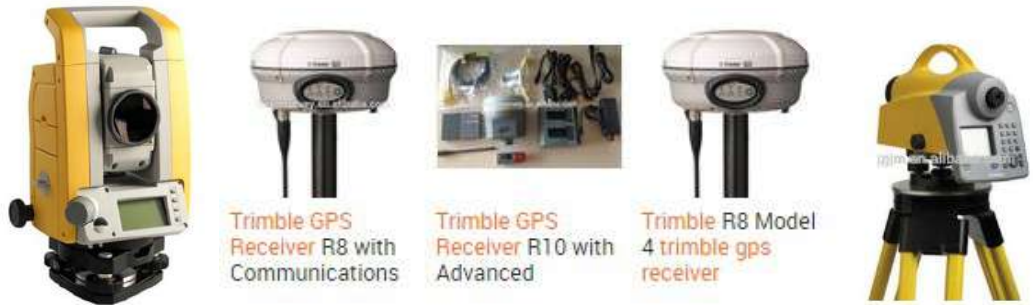 Trimble GPS
Receiver R8 with
Communications
Trimble GPS
Receiver R10 with
Advanced
Trimble R8 Model
4 trimble gps
receiver